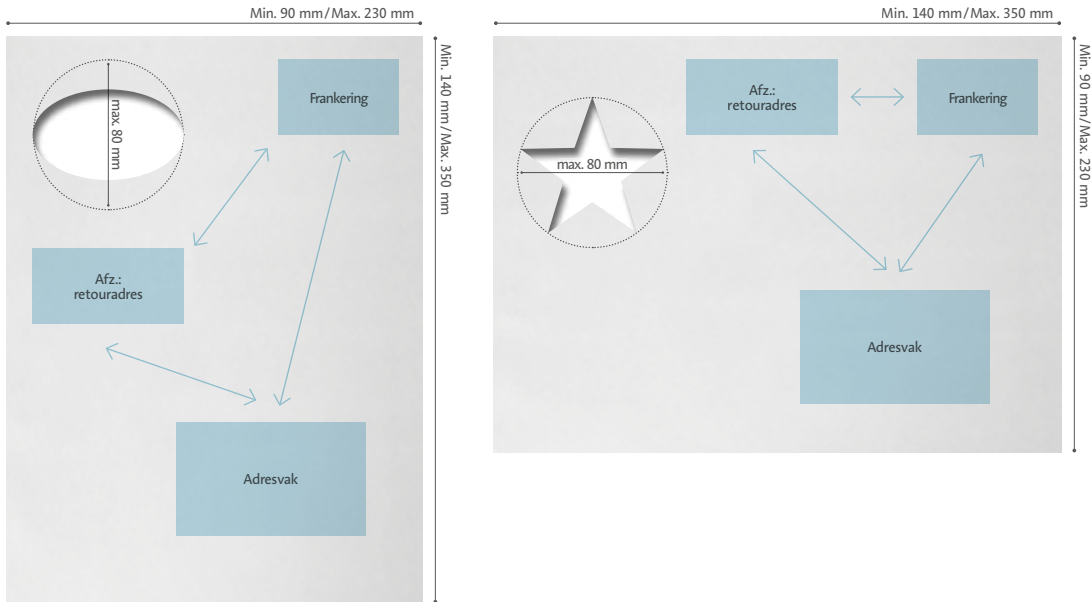 Min. 90 mm/Max. 230 mm
Min. 140 mm/Max. 350 mm
max. 80 mm
Frankering
Afz.:
retouradres
Adresvak
Min. 140 mm/Max. 350 mm
Min. 90 mm/Max. 230 mm
max. 80 mm
Afz.:
retouradres
Frankering
Adresvak